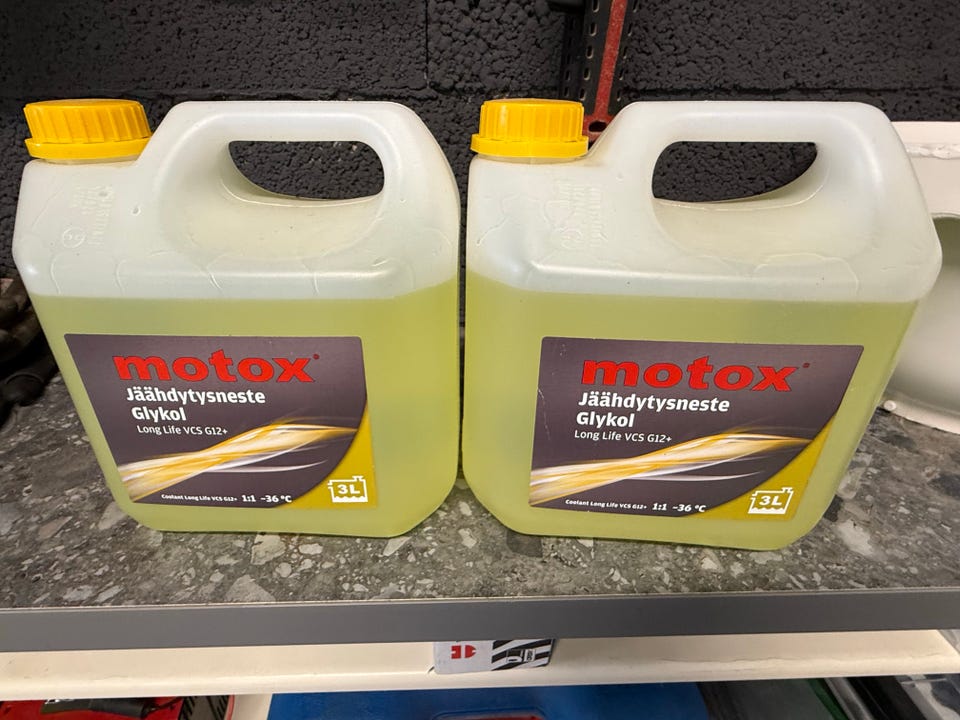 motox
Jäähdytysneste
Glykol
Long Life VCS G12+
Coolant Long Life VCS G12+ 1:1 -36 °C
3L
motox
Jäähdytysneste
Glykol
Long Life VCS G12+
Coolant Long Life VCS G12+ 1:1 -36 °C
3L